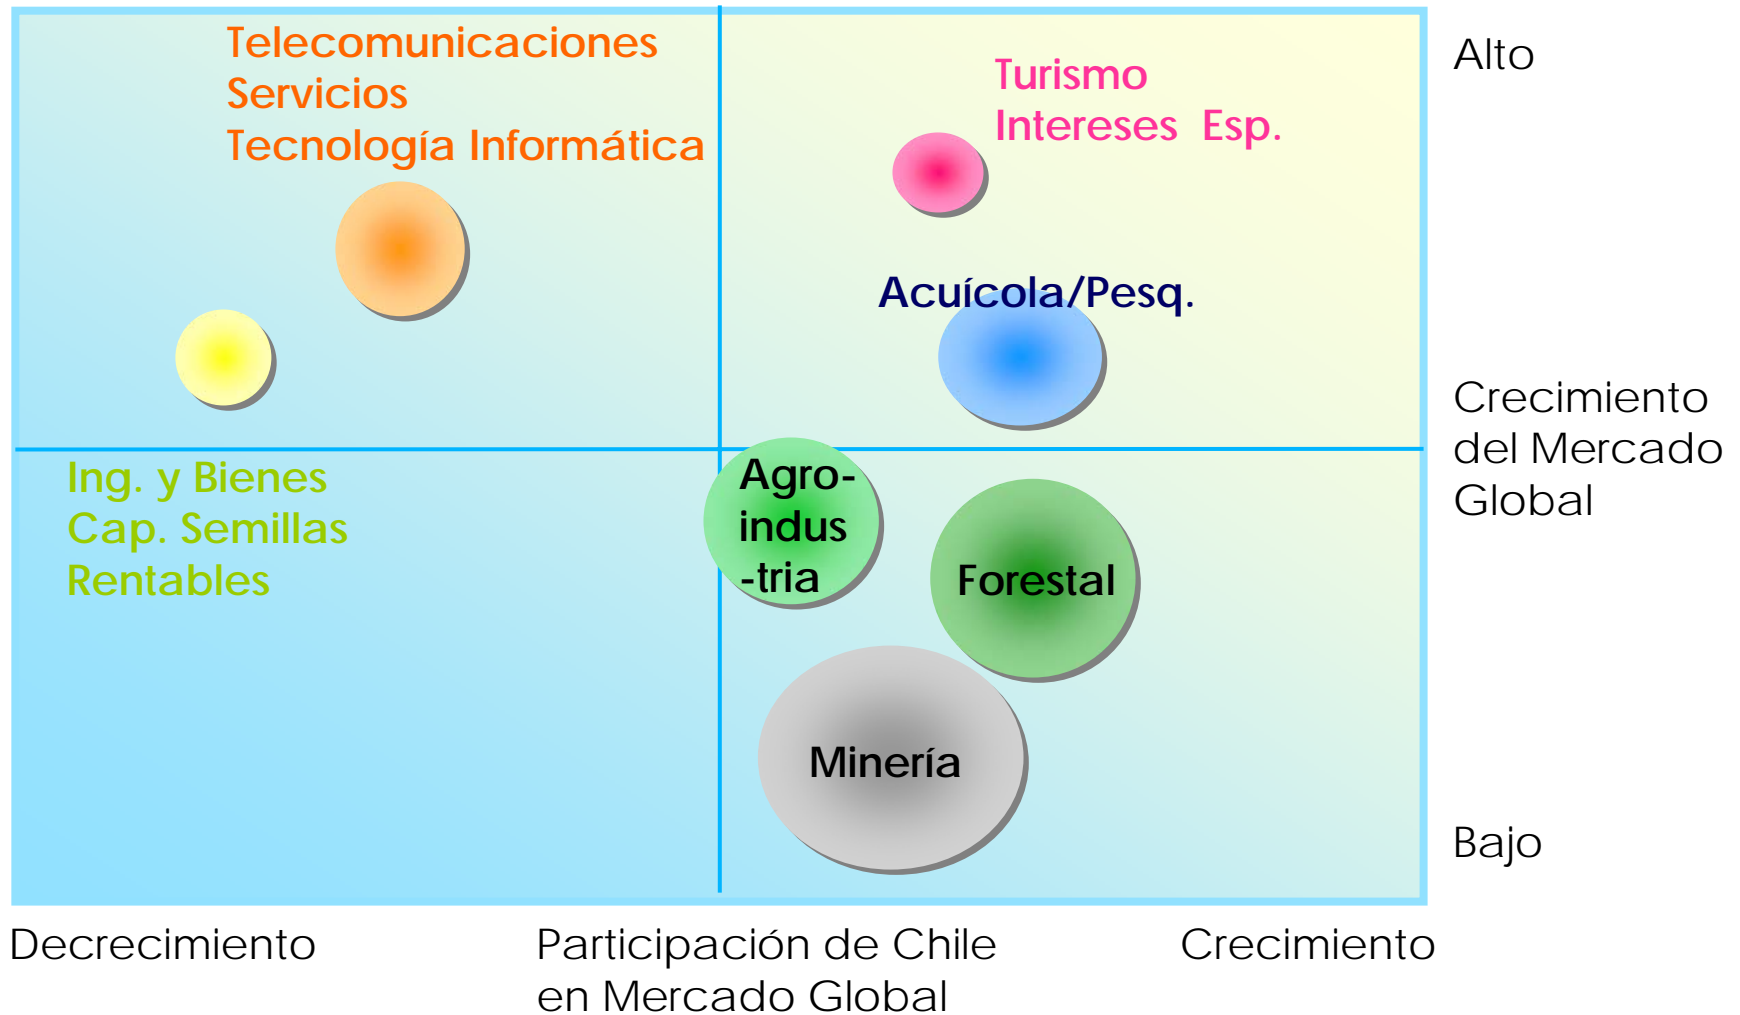 Telecomunicaciones
Servicios
Tecnología Informática
Turismo
Intereses Esp.
Alto
Acuícola/Pesq.
Crecimiento
del Mercado
Global
Ing. y Bienes
Cap. Semillas
Rentables
Agro-
indus
-tria
Forestal
Minería
Bajo
Decrecimiento
Participación de Chile
en Mercado Global
Crecimiento